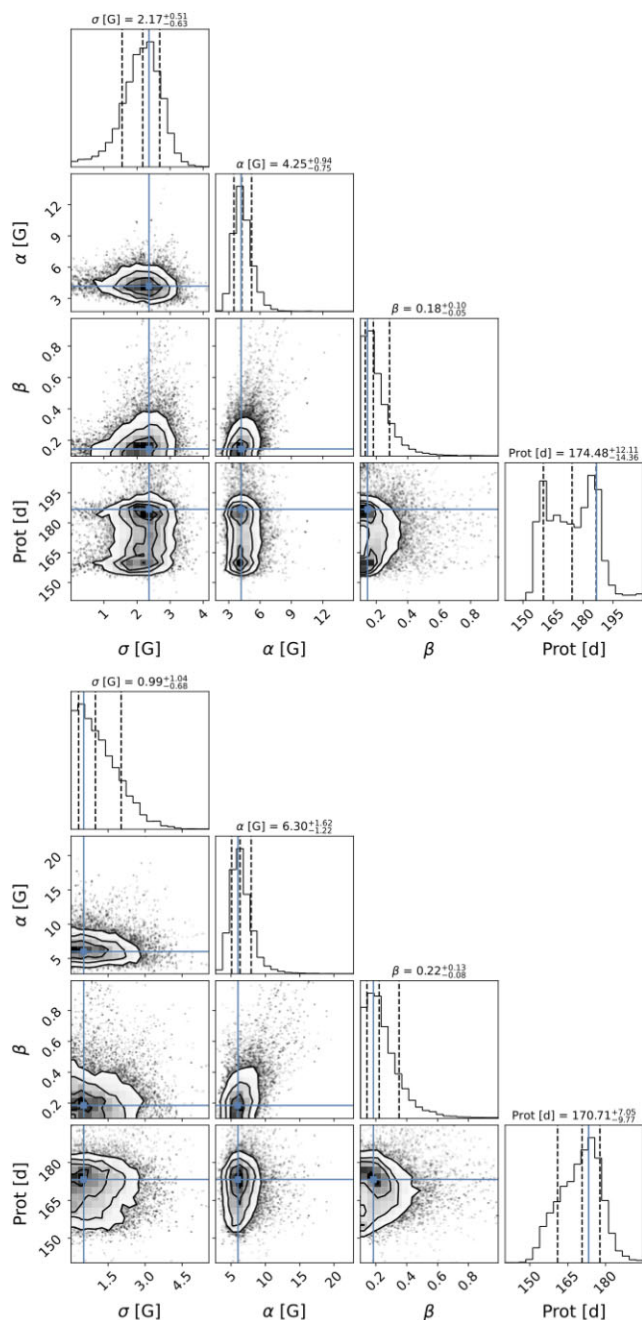 σ [G] = 2.17+0.51−0.63
α [G] = 4.25+0.94−0.75
12
9
6
3
α [G]
β = 0.18+0.10−0.05
0.8
0.6
0.4
0.2
β
Prot [d] = 174.48+12.11−14.36
195
180
165
150
Prot [d]
1 2 3 4
3 6 9 12
0.2 0.4 0.6 0.8
150 165 180 195
σ [G] α [G] β Prot [d]
σ [G] = 0.99+1.04−0.68
α [G] = 6.30+1.62−1.22
20
15
10
5
α [G]
β = 0.22+0.13−0.08
0.8
0.6
0.4
0.2
β
Prot [d] = 170.71+7.05−9.77
180
165
150
Prot [d]
1.5 3.0 4.5
5 10 15 20
0.2 0.4 0.6 0.8
150 165 180
σ [G] α [G] β Prot [d]